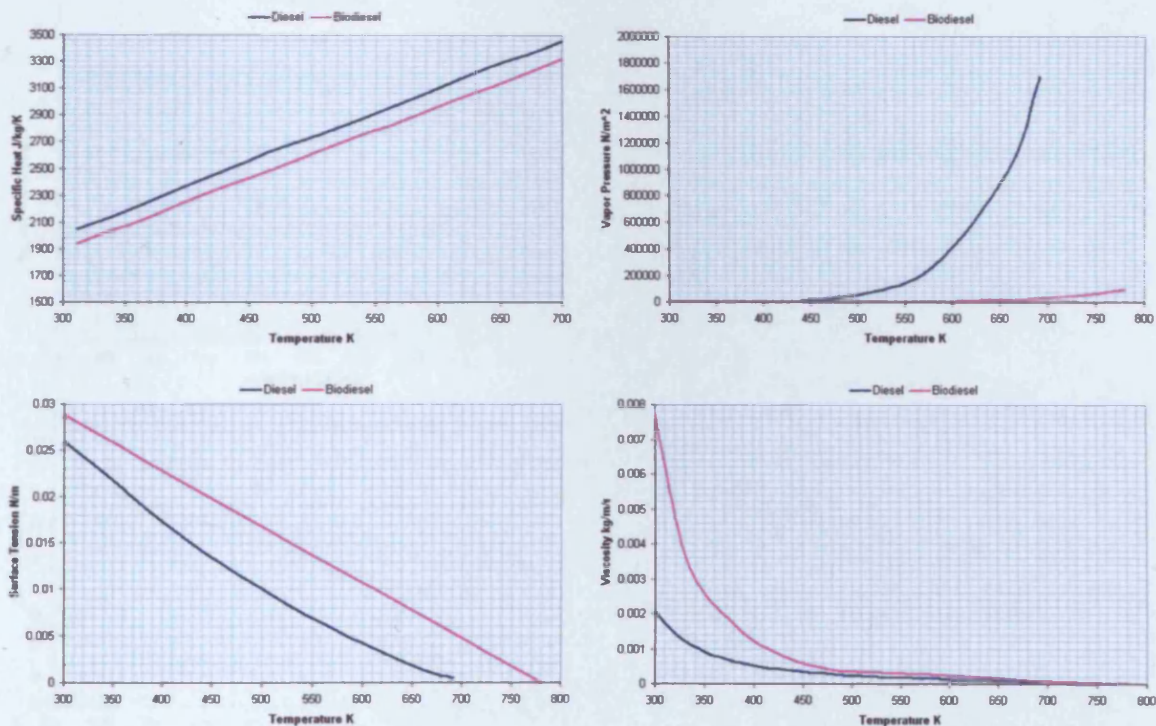 Diesel Biodiesel
Specific Heat J/kg/K
3500
3300
3100
2900
2700
2500
2300
2100
1900
1700
1500
300 350 400 450 500 550 600 650 700
Temperature K
Diesel Biodiesel
Vapor Pressure N/m^2
2000000
1800000
1600000
1400000
1200000
1000000
800000
600000
400000
200000
0
300 350 400 450 500 550 600 650 700 750 800
Temperature K
Diesel Biodiesel
Surface Tension N/m
0.03
0.025
0.02
0.015
0.01
0.005
0
300 350 400 450 500 550 600 650 700 750 800
Temperature K
Diesel Biodiesel
Viscosity kg/m/s
0.008
0.007
0.006
0.005
0.004
0.003
0.002
0.001
0
300 350 400 450 500 550 600 650 700 750 800
Temperature K